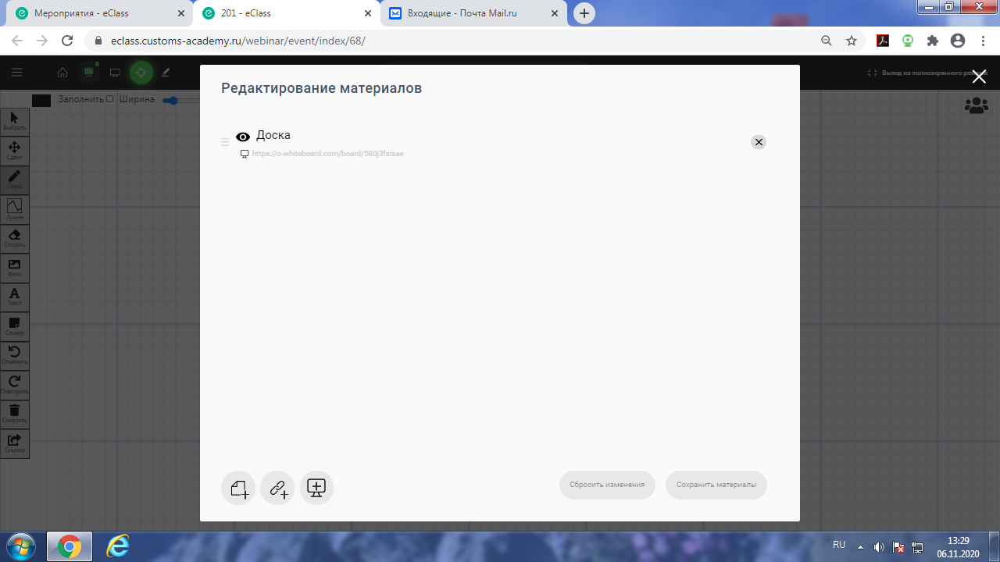 Мероприятия - eClass
201 - eClass
Входящие - Почта Mail.ru
eclass.customs-academy.ru/webinar/event/index/68/
Выход из полноэкранного режима
Заполнить Ширина
Редактирование материалов
Доска
https://o-whiteboard.com/board/580j3fsiaae
Выбрать
Сдвиг
Перо
Линия
Стереть
Фото
Текст
Стикер
Отменить
Повторить
Очистить
Ссылка
Сбросить изменения
Сохранить материалы
RU
13:29
06.11.2020